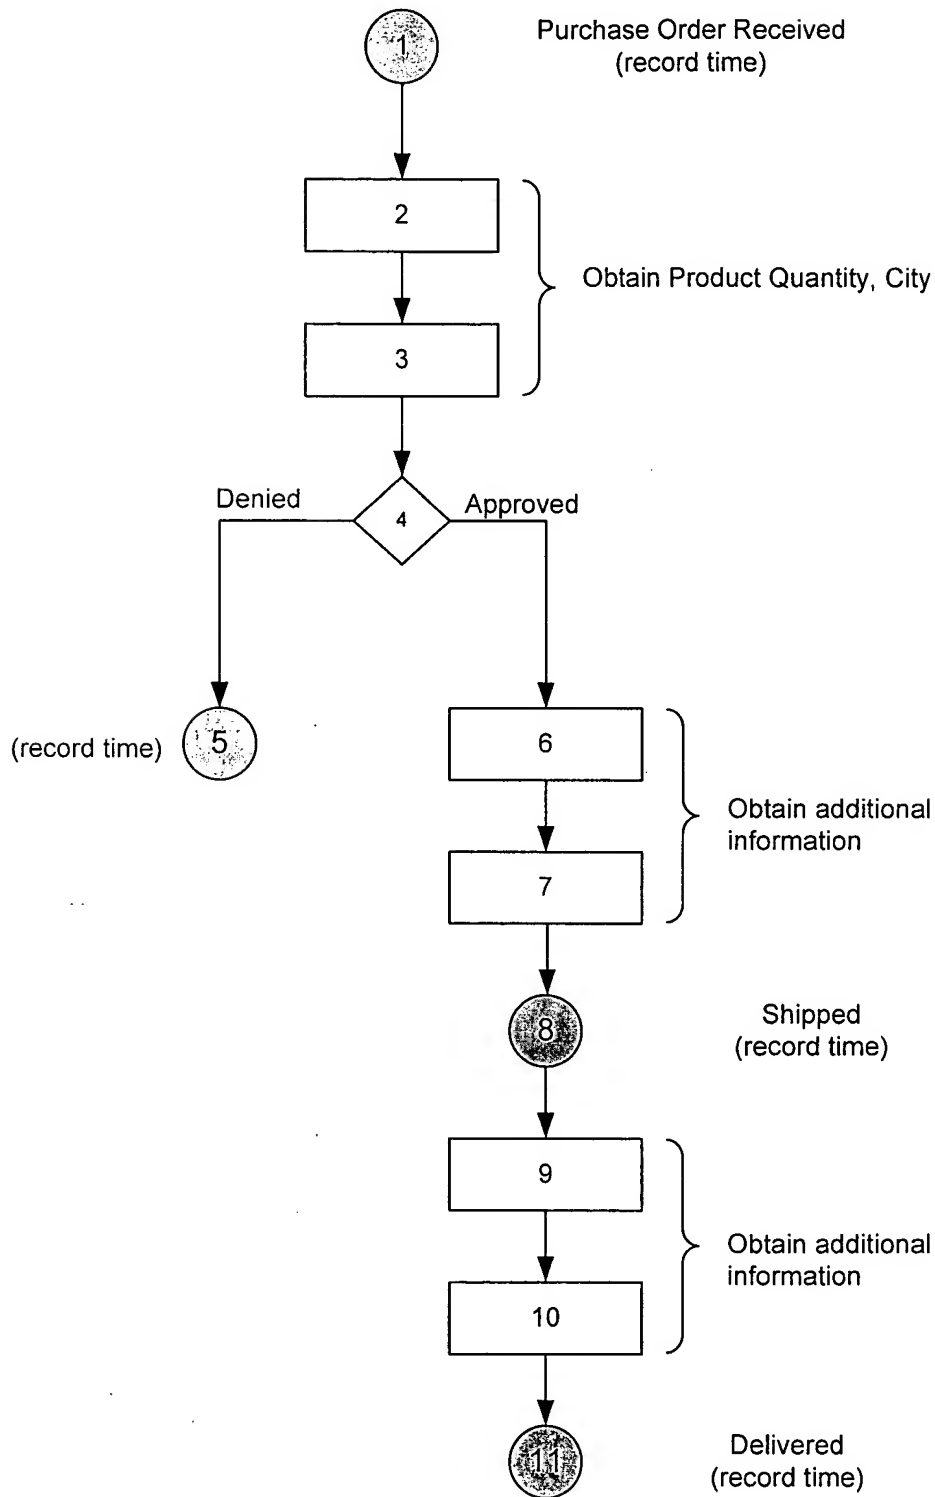 1
Purchase Order Received
(record time)
2
Obtain Product Quantity, City
3
Denied
4
Approved
(record time)
5
6
Obtain additional
information
7
8
Shipped
(record time)
9
Obtain additional
information
10
11
Delivered
(record time)